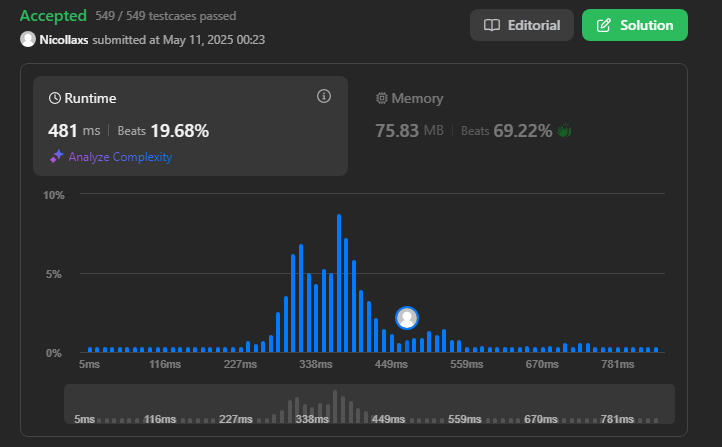 Accepted 549 / 549 testcases passed
Nicollaxs submitted at May 11, 2025 00:23
Editorial
Solution
Runtime
481 ms Beats 19.68%
Analyze Complexity
Memory
75.83 MB Beats 69.22%
10%
5%
0%
5ms 116ms 227ms 338ms 449ms 559ms 670ms 781ms
5ms 116ms 227ms 338ms 449ms 559ms 670ms 781ms